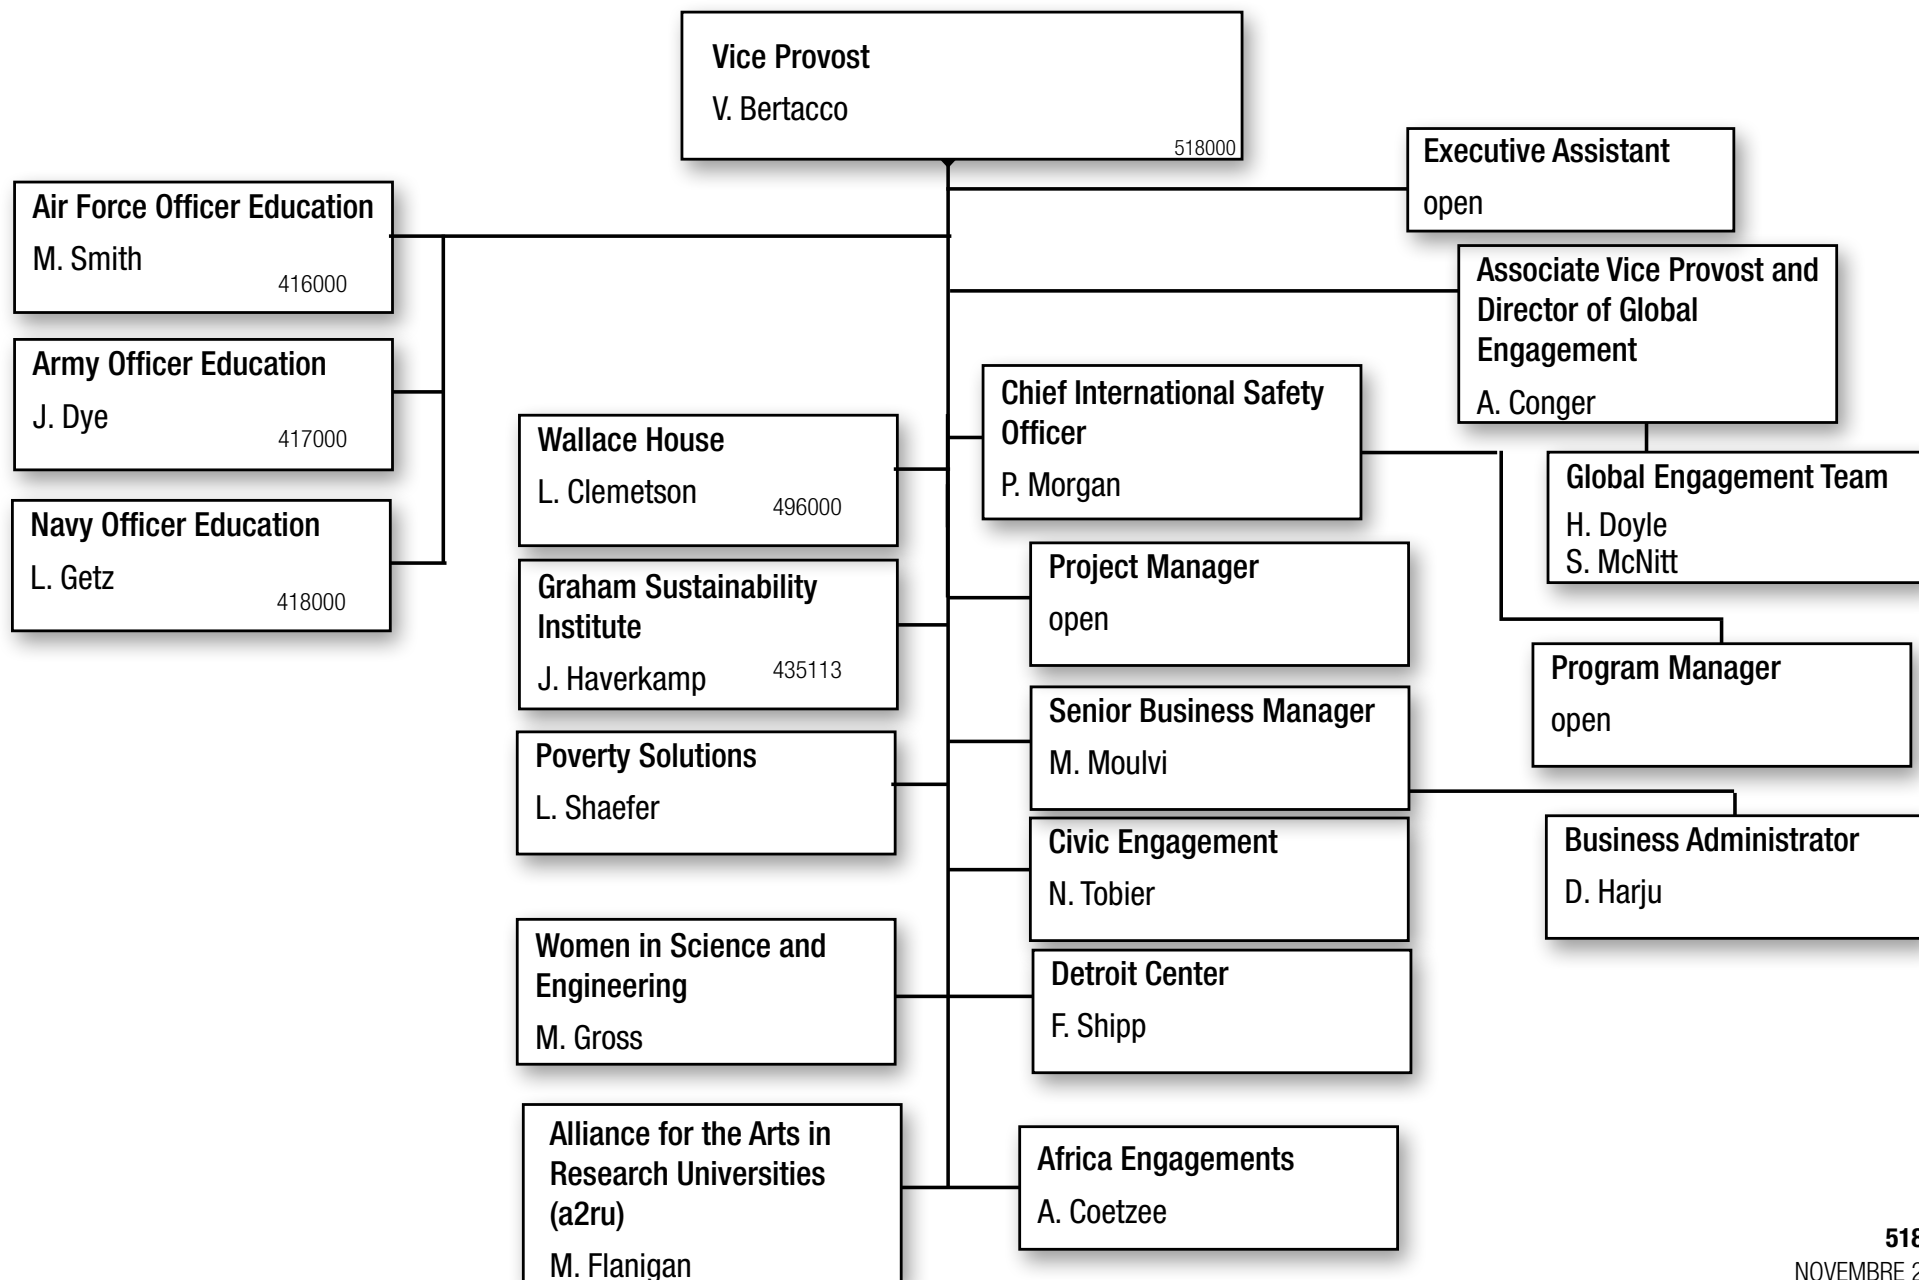 Vice Provost
V. Bertacco
518000
Executive Assistant
open
Air Force Officer Education
M. Smith
416000
Associate Vice Provost and
Director of Global
Engagement
A. Conger
Army Officer Education
J. Dye
417000
Chief International Safety
Officer
P. Morgan
Wallace House
L. Clemetson
496000
Global Engagement Team
H. Doyle
S. McNitt
Navy Officer Education
L. Getz
418000
Graham Sustainability
Institute
J. Haverkamp
435113
Project Manager
open
Program Manager
open
Senior Business Manager
M. Moulvi
Poverty Solutions
L. Shaefer
Civic Engagement
N. Tobier
Business Administrator
D. Harju
Women in Science and
Engineering
M. Gross
Detroit Center
F. Shipp
Alliance for the Arts in
Research Universities
(a2ru)
M. Flanigan
Africa Engagements
A. Coetzee
518
NOVEMBRE 2